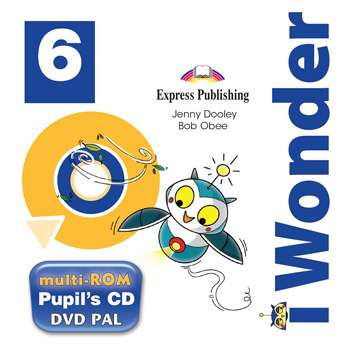 6
Express Publishing
Jenny Dooley
Bob Obee
i Wonder
multi-ROM
Pupil's CD
DVD PAL